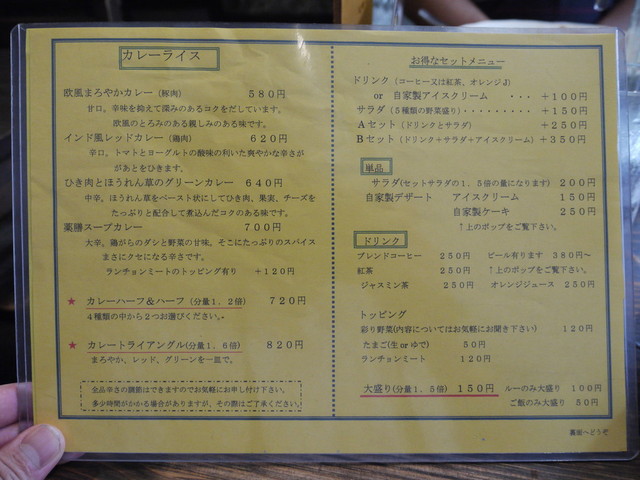 カレーライス
欧風まろやかカレー(豚肉) 580円
甘口、辛味を抑えて深みのあるコクをだしています。
欧風のとろみのある親しみのある味です。
インド風レッドカレー(鶏肉) 620円
辛口、トマトとヨーグルトの酸味の利いた爽やかな辛さが
があとをひきます。
ひき肉とほうれん草のグリーンカレー 640円
中辛、ほうれん草をペースト状にしてひき肉、果実、チーズを
たっぷりと配合して煮込んだコクのある味です。
薬膳スープカレー 700円
大辛、鶏がらのダシと野菜の甘味、そこにたっぷりのスパイス
まさにクセになる辛さです。
ランチョンミートのトッピング有り +120円
★ カレーハーフ&ハーフ(分量1.2倍) 720円
4種類の中から2つお選びください。
★ カレートライアングル(分量1.6倍) 820円
まろやか、レッド、グリーンを一皿で。
全品辛さの調節はできますのでお気軽にお申し付け下さい。
多少時間がかかる場合がありますが、その際はご了承ください。
お得なセットメニュー
ドリンク(コーヒー又は紅茶、オレンジJ)
or 自家製アイスクリーム ・・・ +100円
サラダ(5種類の野菜盛り)・・・・・・・・・+150円
Aセット(ドリンクとサラダ) +250円
Bセット(ドリンク+サラダ+アイスクリーム)+350円
単品
サラダ(セットサラダの1.5倍の量になります) 200円
自家製デザート アイスクリーム 150円
自家製ケーキ 250円
↑上のポップをご覧下さい。
ドリンク
ブレンドコーヒー 250円 ビール有ります 380円~
紅茶 250円 ↑上のポップをご覧下さい。
ジャスミン茶 250円 オレンジジュース 250円
トッピング
彩り野菜(内容についてはお気軽にお聞き下さい) 120円
たまご(生 or ゆで) 50円
ランチョンミート 120円
大盛り(分量1.5倍) 150円 ルーのみ大盛り 100円
ご飯のみ大盛り 50円
裏面へどうぞ